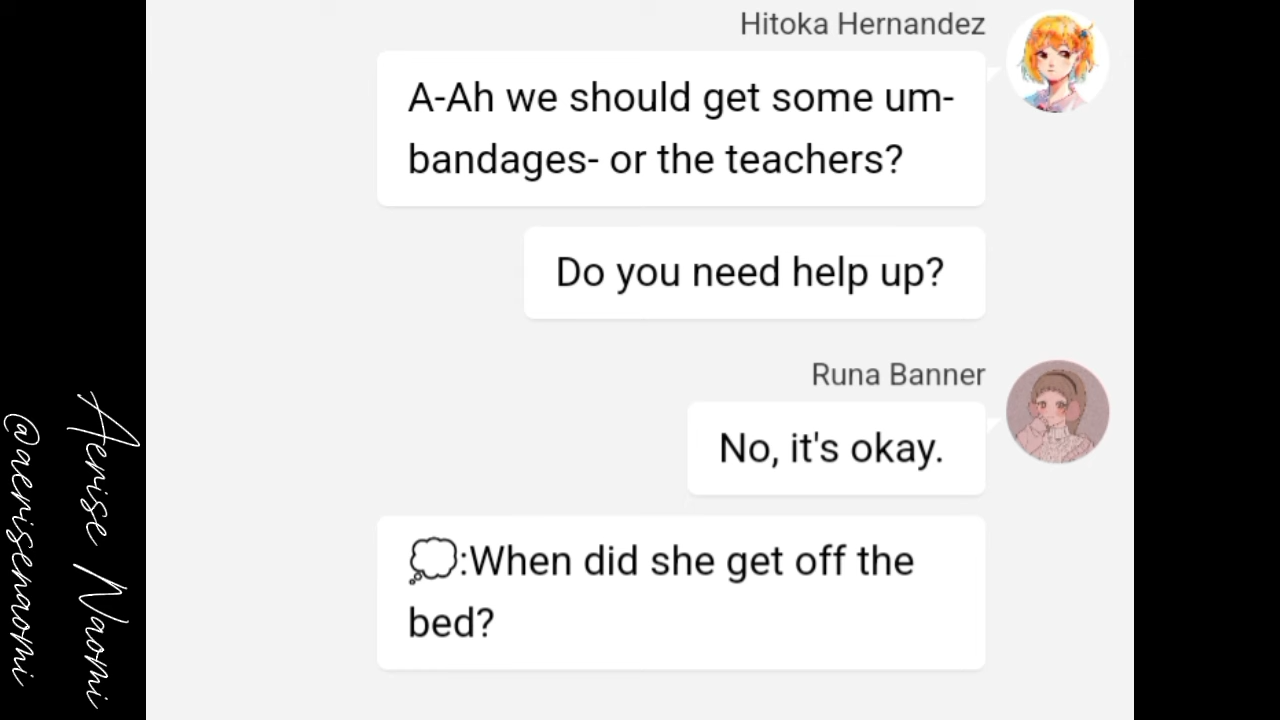 Hitoka Hernandez
A-Ah we should get some um-
bandages- or the teachers?
Do you need help up?
Runa Banner
No, it's okay.
💭:When did she get off the
bed?
Aerise Naomi
@aerisenaomi